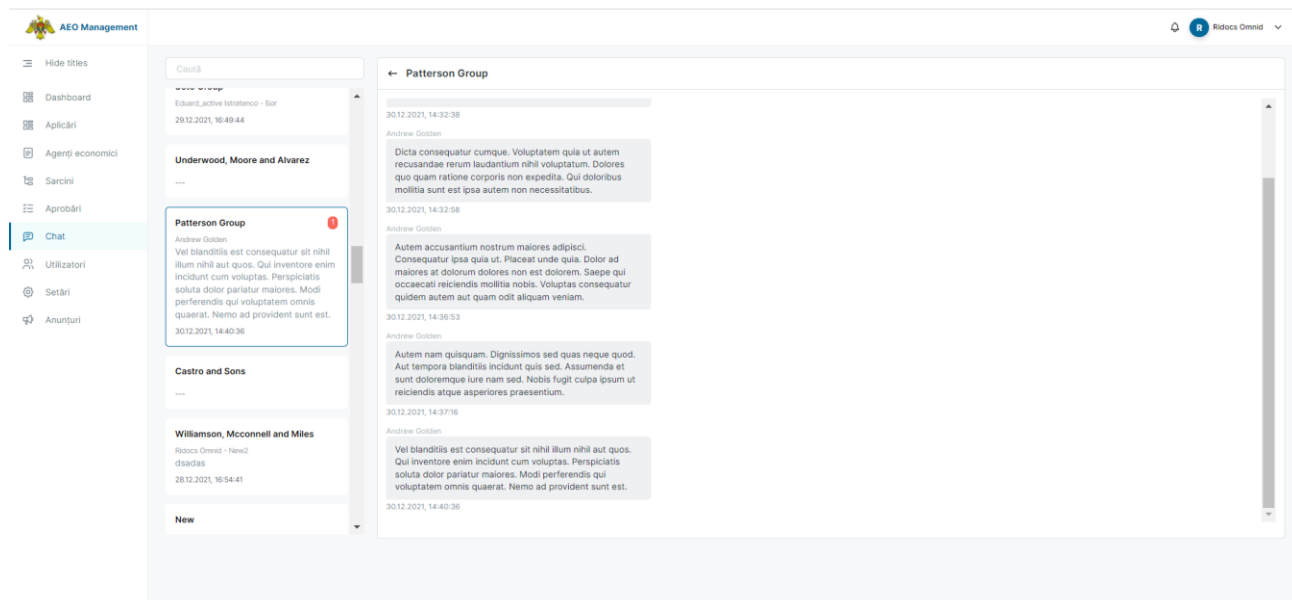 AEO Management
R
Ridocs Omnid
Hide titles
Dashboard
Aplicări
Agenți economici
Sarcini
Aprobări
Chat
Utilizatori
Setări
Anunțuri
Caută
Eduard_active Istratenco - Бог
29.12.2021, 16:49:44
Underwood, Moore and Alvarez
---
Patterson Group
1
Andrew Golden
Vel blanditiis est consequatur sit nihil
illum nihil aut quos. Qui inventore enim
incidunt cum voluptas. Perspiciatis
soluta dolor pariatur maiores. Modi
perferendis qui voluptatem omnis
quaerat. Nemo ad provident sunt est.
30.12.2021, 14:40:36
Castro and Sons
---
Williamson, Mcconnell and Miles
Ridocs Omnid - New2
dsadas
28.12.2021, 16:54:41
New
← Patterson Group
30.12.2021, 14:32:38
Andrew Golden
Dicta consequatur cumque. Voluptatem quia ut autem
recusandae rerum laudantium nihil voluptatum. Dolores
quo quam ratione corporis non expedita. Qui doloribus
mollitia sunt est ipsa autem non necessitatibus.
30.12.2021, 14:32:58
Andrew Golden
Autem accusantium nostrum maiores adipisci.
Consequatur ipsa quia ut. Placeat unde quia. Dolor ad
maiores at dolorum dolores non est dolorem. Saepe qui
occaecati reiciendis mollitia nobis. Voluptas consequatur
quidem autem aut quam odit aliquam veniam.
30.12.2021, 14:36:53
Andrew Golden
Autem nam quisquam. Dignissimos sed quas neque quod.
Aut tempora blanditiis incidunt quis sed. Assumenda et
sunt doloremque iure nam sed. Nobis fugit culpa ipsum ut
reiciendis atque asperiores praesentium.
30.12.2021, 14:37:16
Andrew Golden
Vel blanditiis est consequatur sit nihil illum nihil aut quos.
Qui inventore enim incidunt cum voluptas. Perspiciatis
soluta dolor pariatur maiores. Modi perferendis qui
voluptatem omnis quaerat. Nemo ad provident sunt est.
30.12.2021, 14:40:36